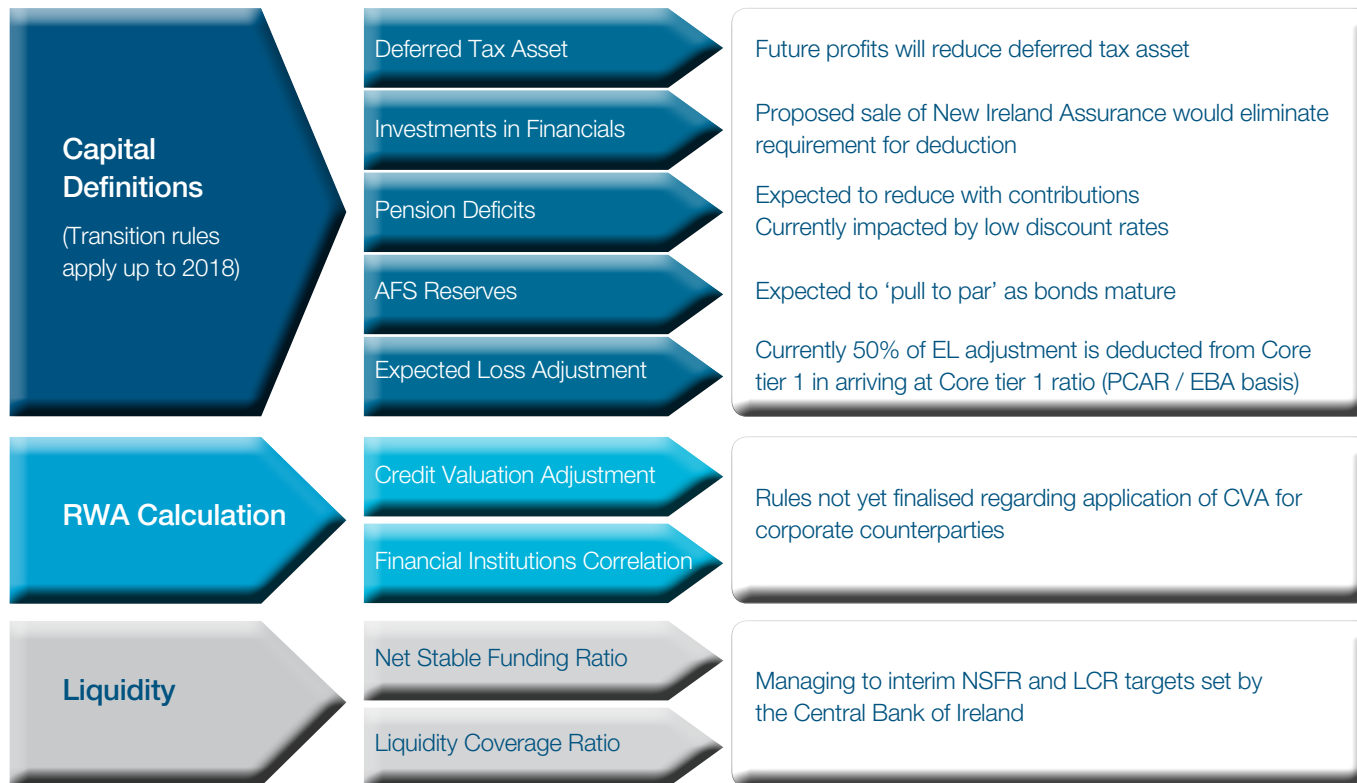 Capital
Definitions
(Transition rules
apply up to 2018)
Deferred Tax Asset
Future profits will reduce deferred tax asset
Investments in Financials
Proposed sale of New Ireland Assurance would eliminate
requirement for deduction
Pension Deficits
Expected to reduce with contributions
Currently impacted by low discount rates
AFS Reserves
Expected to ‘pull to par’ as bonds mature
Expected Loss Adjustment
Currently 50% of EL adjustment is deducted from Core
tier 1 in arriving at Core tier 1 ratio (PCAR / EBA basis)
RWA Calculation
Credit Valuation Adjustment
Financial Institutions Correlation
Rules not yet finalised regarding application of CVA for
corporate counterparties
Liquidity
Net Stable Funding Ratio
Liquidity Coverage Ratio
Managing to interim NSFR and LCR targets set by
the Central Bank of Ireland